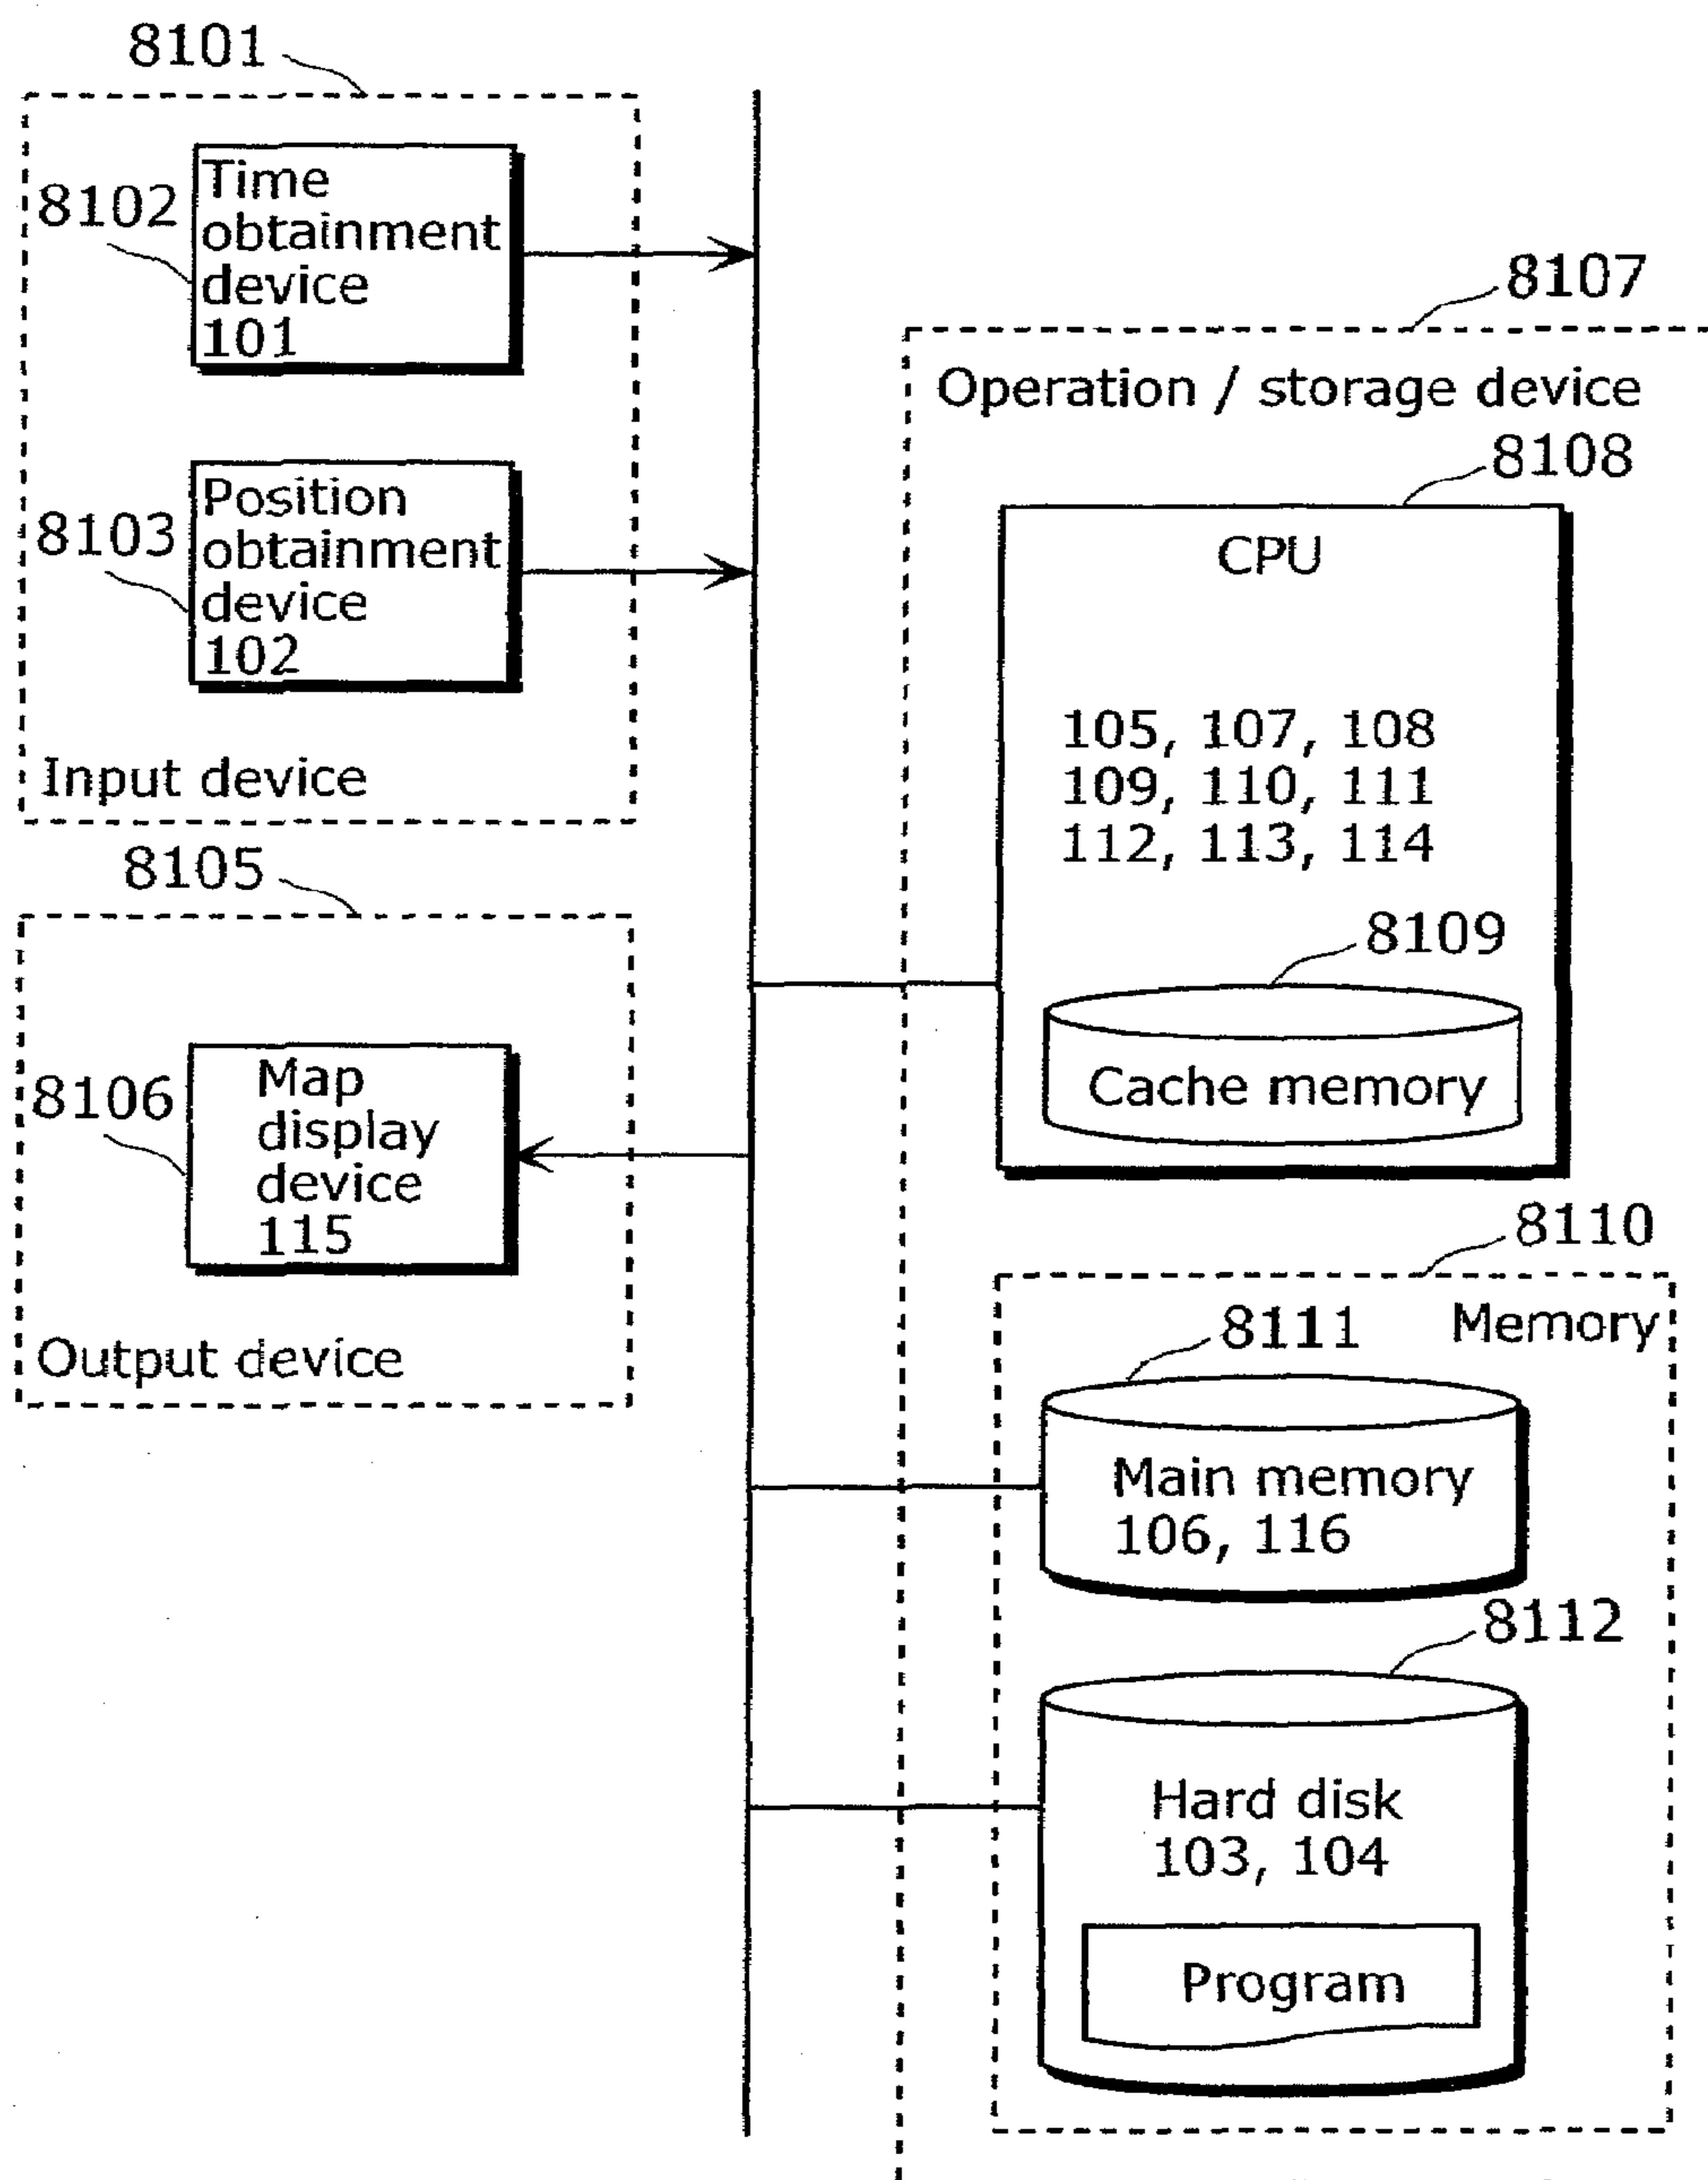 8101
8102
Time
obtainment
device
101
8103
Position
obtainment
device
102
Input device
8105
8106
Map
display
device
115
Output device
8107
Operation / storage device
8108
CPU
105, 107, 108
109, 110, 111
112, 113, 114
8109
Cache memory
8110
Memory
8111
Main memory
106, 116
8112
Hard disk
103, 104
Program